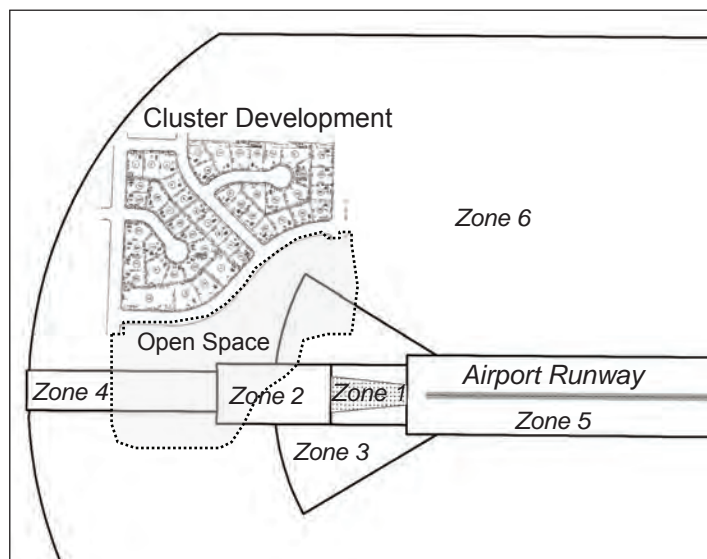 Cluster Development
Zone 6
Open Space
Zone 4
Zone 2
Zone 1
Airport Runway
Zone 5
Zone 3